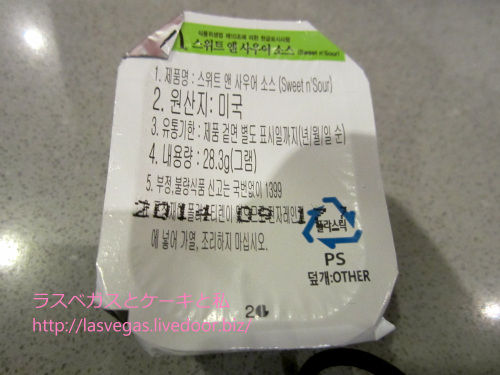 식품위생법 제10조에 의한 한글표시사항
스위트 앤 사우어 소스 (Sweet n'Sour)
1. 제품명 : 스위트 앤 사우어 소스 (Sweet n'Sour)
2. 원산지: 미국
3. 유통기한 : 제품 겉면 별도 표시일까지(년/월/일 순)
4. 내용량 : 28.3g(그램)
5. 부정,불량식품 신고는 국번없이 1399
2014 09 17
에 넣어 가열, 조리하지 마십시오.
플라스틱
PS
덮개:OTHER
ラスベガスとケーキと私
http://lasvegas.livedoor.biz/